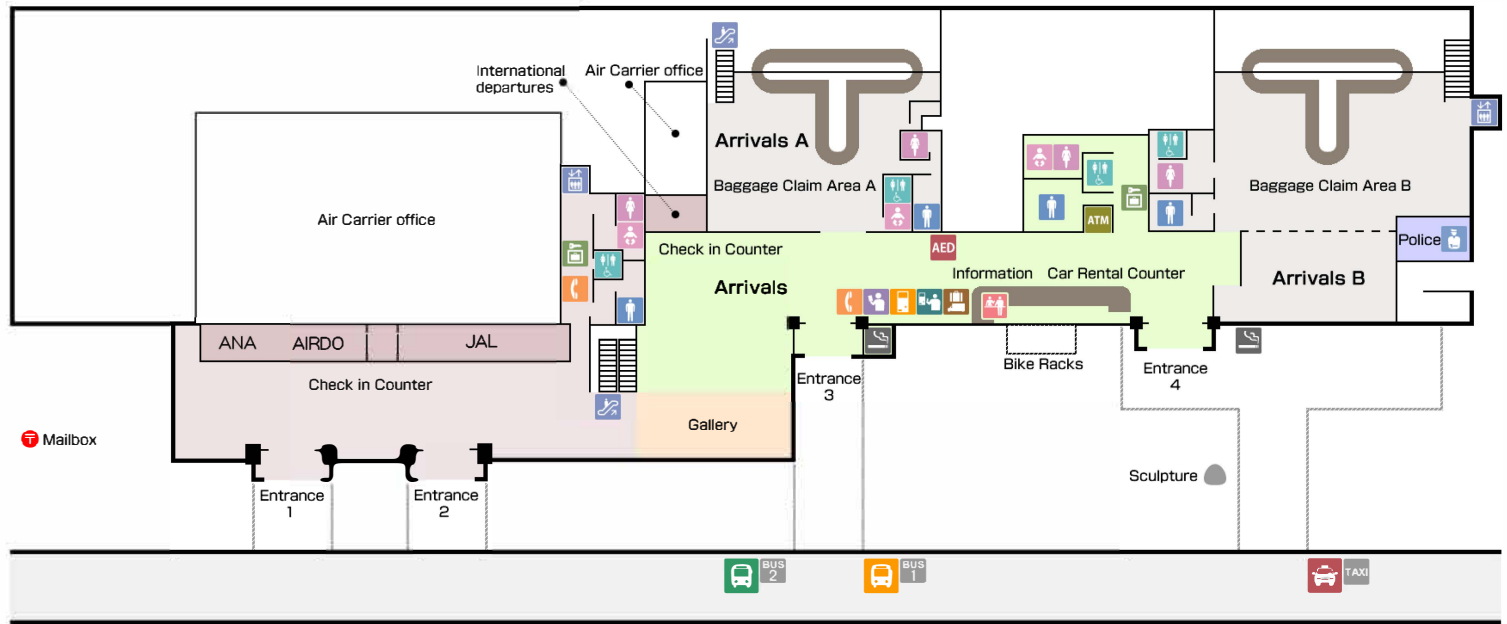 International
departures
Air Carrier office
Arrivals A
Baggage Claim Area A
Baggage Claim Area B
Air Carrier office
ATM
Police
Check in Counter
AED
Information
Car Rental Counter
Arrivals B
Arrivals
ANA
AIRDO
JAL
Check in Counter
Entrance
3
Bike Racks
Entrance
4
Gallery
〒 Mailbox
Sculpture
Entrance
1
Entrance
2
BUS
2
BUS
1
TAXI